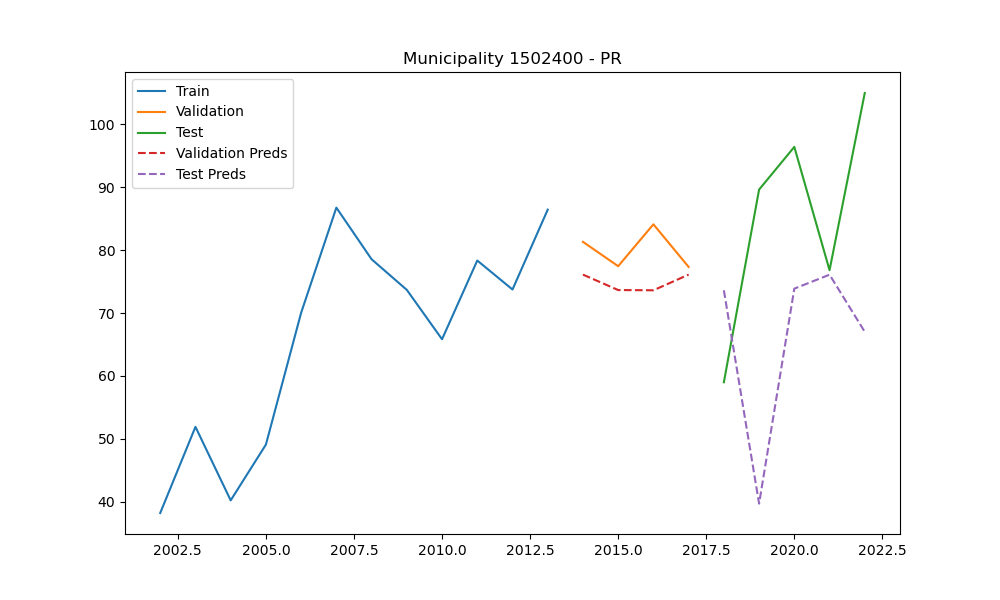 Municipality 1502400 - PR
Train
Validation
Test
Validation Preds
Test Preds
100
90
80
70
60
50
40
2002.5 2005.0 2007.5 2010.0 2012.5 2015.0 2017.5 2020.0 2022.5